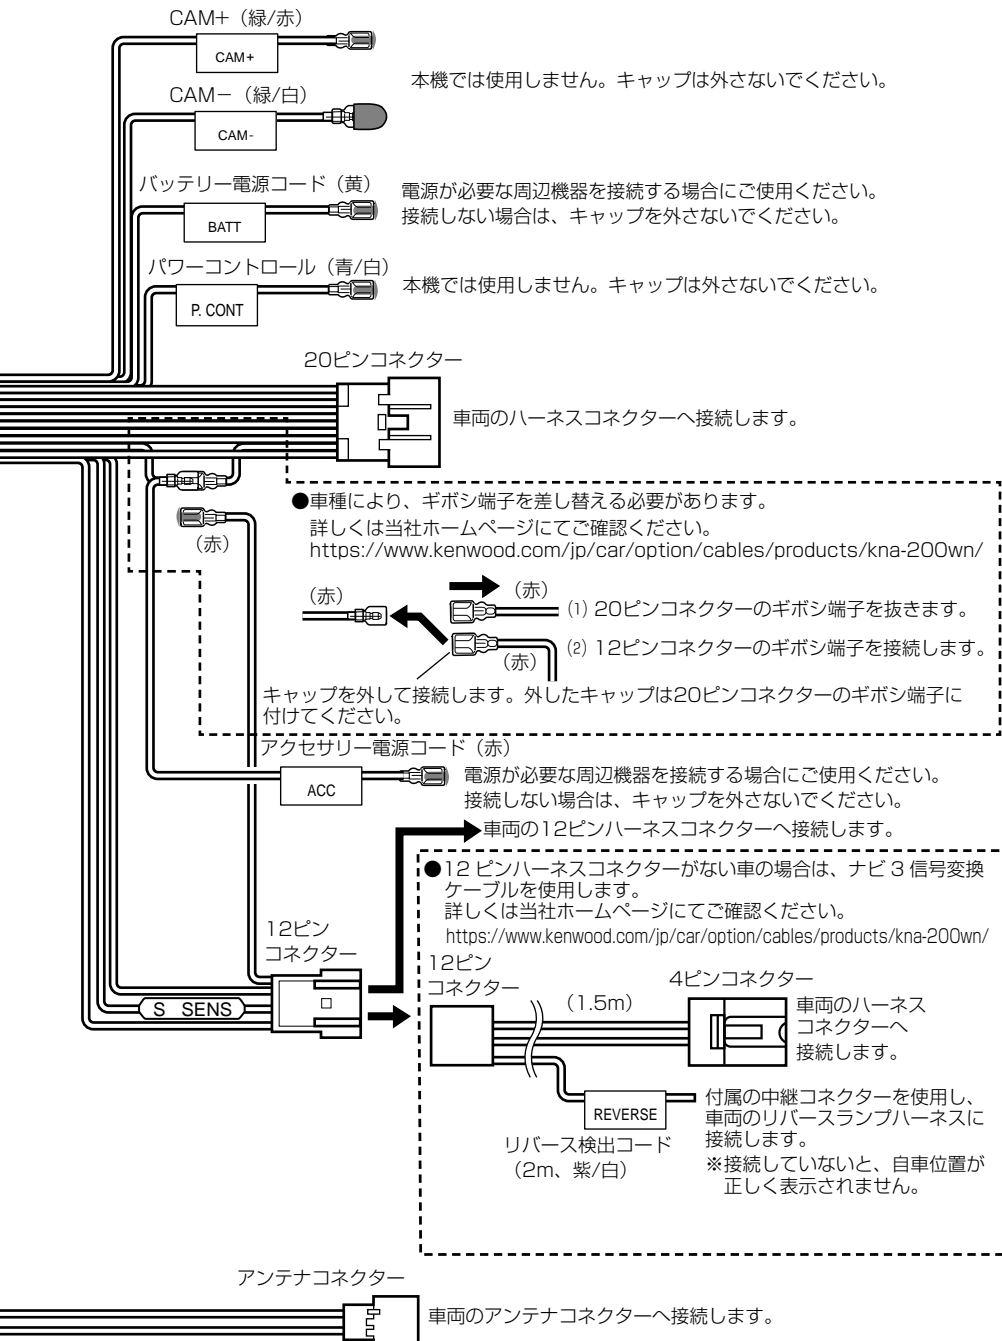 CAM+（緑/赤）
CAM+
本機では使用しません。キャップは外さないでください。
CAM−（緑/白）
CAM-
バッテリー電源コード（黄）
BATT
電源が必要な周辺機器を接続する場合にご使用ください。
接続しない場合は、キャップを外さないでください。
パワーコントロール（青/白）
P. CONT
本機では使用しません。キャップは外さないでください。
20ピンコネクター
車両のハーネスコネクターへ接続します。
●車種により、ギボシ端子を差し替える必要があります。
詳しくは当社ホームページにてご確認ください。
https://www.kenwood.com/jp/car/option/cables/products/kna-200wn/
（赤）
（赤）
（赤）
⑴ 20ピンコネクターのギボシ端子を抜きます。
⑵ 12ピンコネクターのギボシ端子を接続します。
（赤）
キャップを外して接続します。外したキャップは20ピンコネクターのギボシ端子に
付けてください。
アクセサリー電源コード（赤）
ACC
電源が必要な周辺機器を接続する場合にご使用ください。
接続しない場合は、キャップを外さないでください。
車両の12ピンハーネスコネクターへ接続します。
●12 ピンハーネスコネクターがない車の場合は、ナビ 3 信号変換
ケーブルを使用します。
詳しくは当社ホームページにてご確認ください。
https://www.kenwood.com/jp/car/option/cables/products/kna-200wn/
12ピン
コネクター
S SENS
12ピン
コネクター
（1.5m）
4ピンコネクター
車両のハーネス
コネクターへ
接続します。
REVERSE
リバース検出コード
（2m、紫/白）
付属の中継コネクターを使用し、
車両のリバースランプハーネスに
接続します。
※接続していないと、自車位置が
正しく表示されません。
アンテナコネクター
車両のアンテナコネクターへ接続します。